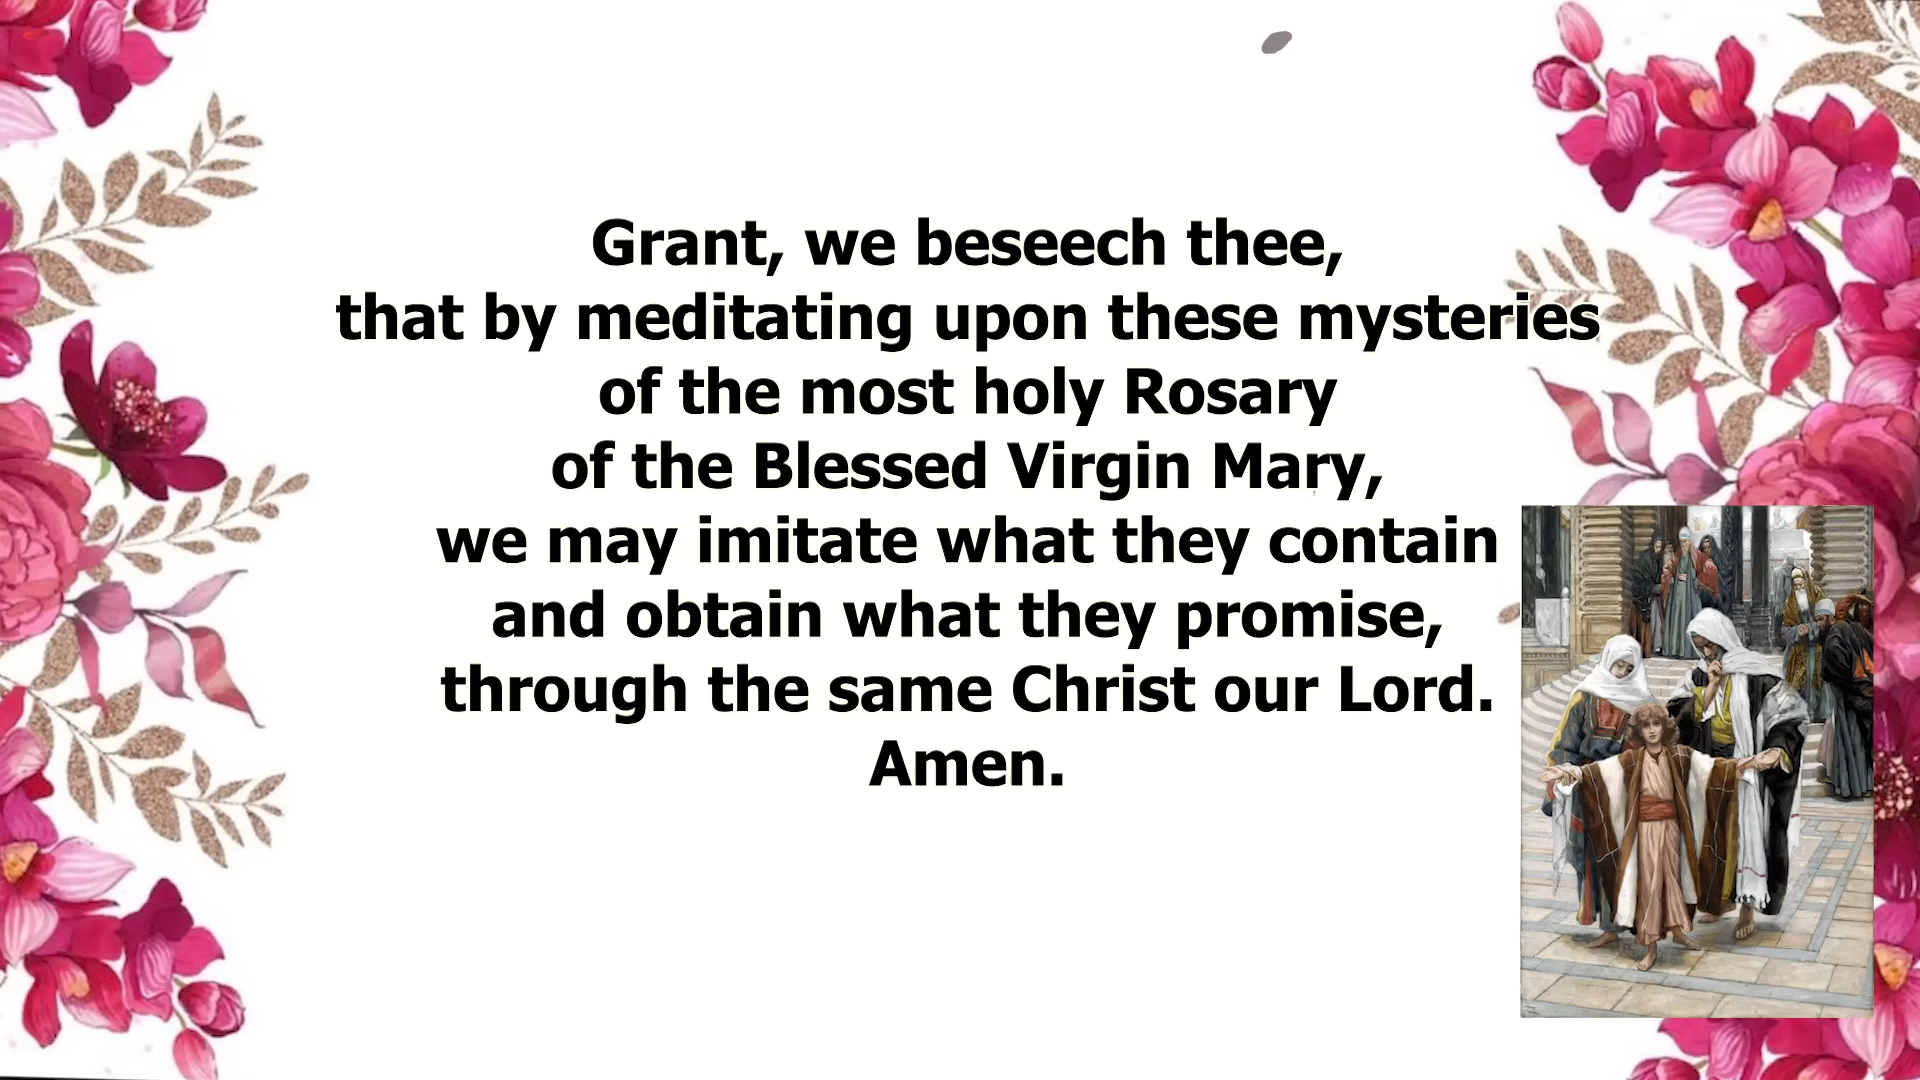 Grant, we beseech thee,
that by meditating upon these mysteries
of the most holy Rosary
of the Blessed Virgin Mary,
we may imitate what they contain
and obtain what they promise,
through the same Christ our Lord.
Amen.